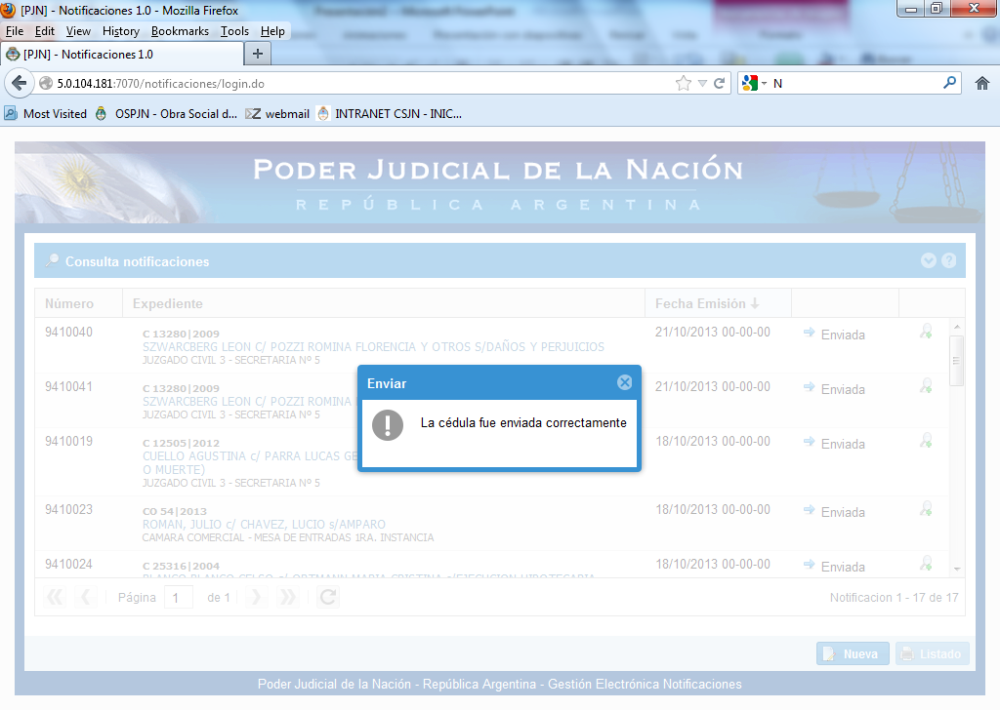 [PJN] - Notificaciones 1.0 - Mozilla Firefox
File Edit View History Bookmarks Tools Help
[PJN] - Notificaciones 1.0
5.0.104.181:7070/notificaciones/login.do
N
Most Visited OSPJN - Obra Social d... webmail INTRANET CSJN - INIC...
PODER JUDICIAL DE LA NACIÓN
REPÚBLICA ARGENTINA
Consulta notificaciones
Número Expediente Fecha Emisión
9410040 C 13280|2009 21/10/2013 00-00-00 Enviada
SZWARCBERG LEON C/ POZZI ROMINA FLORENCIA Y OTROS S/DAÑOS Y PERJUICIOS
JUZGADO CIVIL 3 - SECRETARIA Nº 5
9410041 C 13280|2009 21/10/2013 00-00-00 Enviada
SZWARCBERG LEON C/ POZZI ROMINA
JUZGADO CIVIL 3 - SECRETARIA Nº 5
Enviar
La cédula fue enviada correctamente
9410019 C 12505|2012 18/10/2013 00-00-00 Enviada
CUELLO AGUSTINA c/ PARRA LUCAS
O MUERTE)
JUZGADO CIVIL 3 - SECRETARIA Nº 5
9410023 CO 54|2013 18/10/2013 00-00-00 Enviada
ROMAN, JULIO c/ CHAVEZ, LUCIO s/AMPARO
CAMARA COMERCIAL - MESA DE ENTRADAS 1RA. INSTANCIA
9410024 C 25316|2004 18/10/2013 00-00-00 Enviada
BLANCO BLANCO CELSO c/ ORTMANN MARIA CRISTINA s/EJECUCION HIPOTECARIA
Página 1 de 1 Notificacion 1 - 17 de 17
Nueva Listado
Poder Judicial de la Nación - República Argentina - Gestión Electrónica Notificaciones